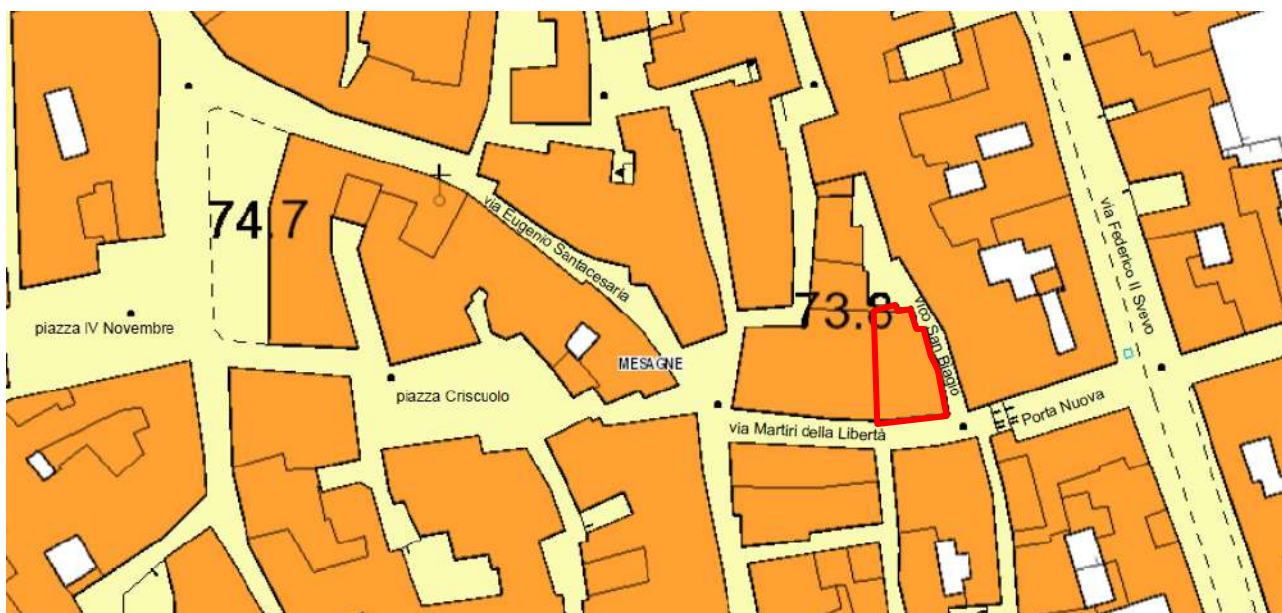 74.7
via Eugenio Santacesaria
via Federico II Svevo
piazza IV Novembre
73.8
vico San Biagio
MESAGNE
piazza Criscuolo
Porta Nuova
via Martiri della Libertà